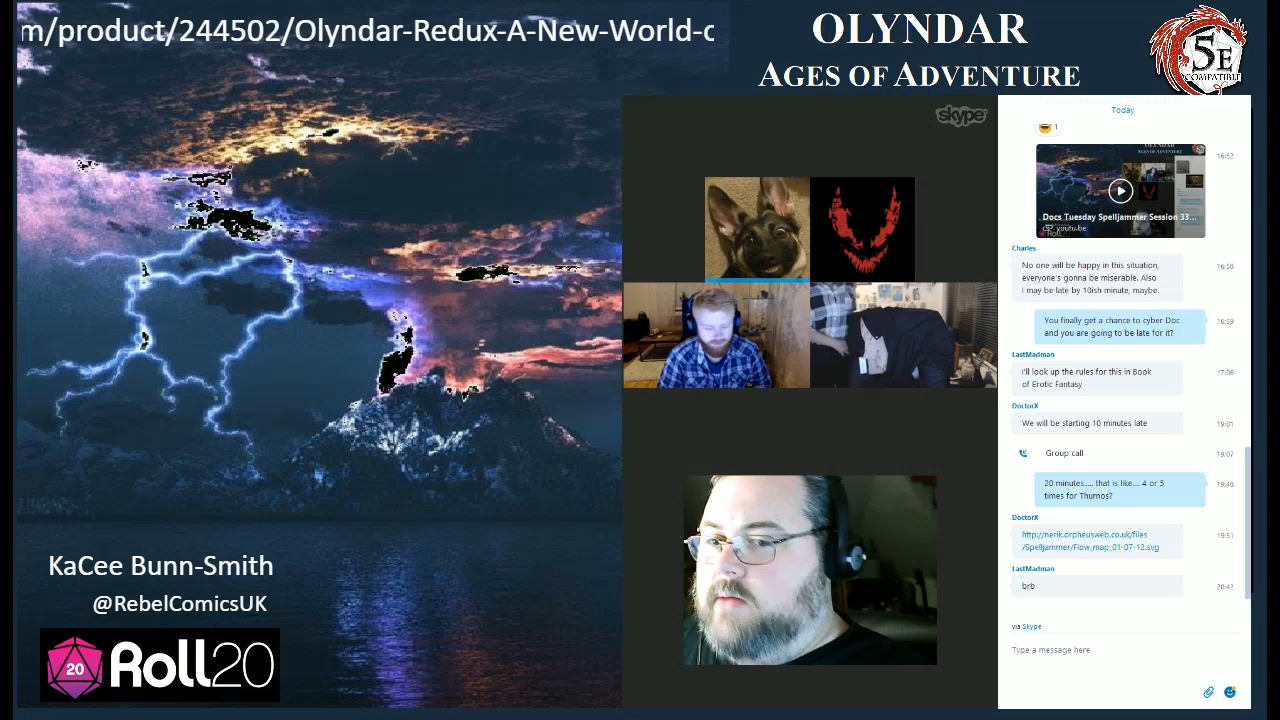 m/product/244502/Olyndar-Redux-A-New-World-c
OLYNDAR
AGES OF ADVENTURE
5E
COMPATIBLE
skype
Today
1
16:52
OLYNDAR
AGES OF ADVENTURE
Docs Tuesday Spelljammer Session 33...
youtu.be
Charles
No one will be happy in this situation,
everyone's gonna be miserable. Also
I may be late by 10ish minute, maybe.
16:58
You finally get a chance to cyber Doc
and you are going to be late for it?
16:59
LastMadman
I'll look up the rules for this in Book
of Erotic Fantasy
17:06
DoctorX
We will be starting 10 minutes late
19:01
Group call
19:07
20 minutes..... that is like.... 4 or 5
times for Thurnos?
19:46
DoctorX
http://nerik.orpheusweb.co.uk/files
/Spelljammer/Flow_map_01-07-12.svg
19:51
LastMadman
brb
20:42
via Skype
Type a message here
KaCee Bunn-Smith
@RebelComicsUK
20
Roll20